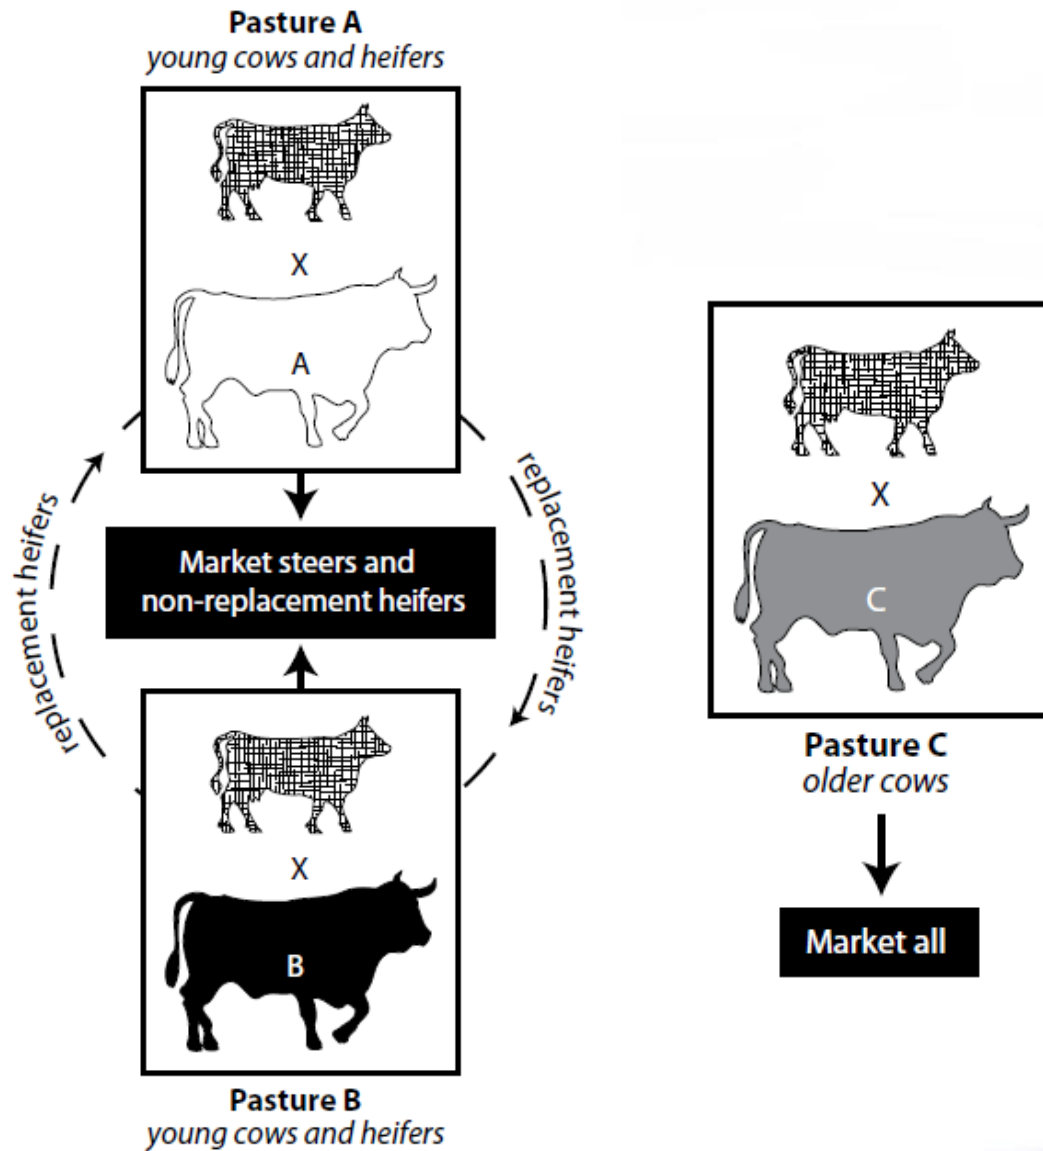 Pasture A
young cows and heifers
X
A
replacement heifers
replacement heifers
Market steers and
non-replacement heifers
X
B
Pasture B
young cows and heifers
X
C
Pasture C
older cows
Market all